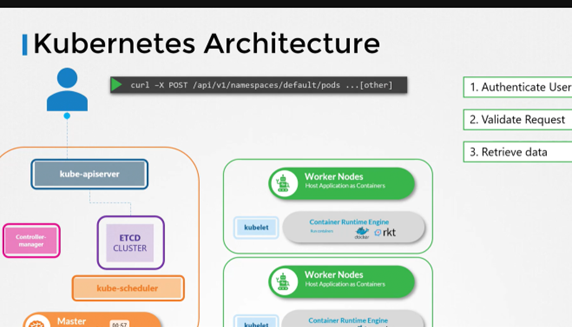 Kubernetes Architecture
curl -X POST /api/v1/namespaces/default/pods ...[other]
1. Authenticate User
2. Validate Request
3. Retrieve data
kube-apiserver
Controller-
manager
ETCD
CLUSTER
kube-scheduler
Master
00:57
Worker Nodes
Host Application as Containers
kubelet
Container Runtime Engine
docker
rkt
Worker Nodes
Host Application as Containers
kubelet
Container Runtime Engine